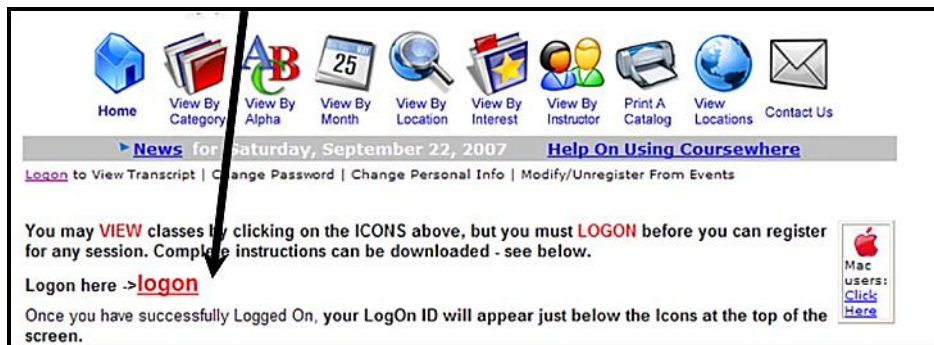 Home
View By Category
View By Alpha
View By Month
View By Location
View By Interest
View By Instructor
Print A Catalog
View Locations
Contact Us
MAY
25
ABC
News for Saturday, September 22, 2007 Help On Using Coursewhere
Logon to View Transcript | Change Password | Change Personal Info | Modify/Unregister From Events
You may VIEW classes by clicking on the ICONS above, but you must LOGON before you can register
for any session. Complete instructions can be downloaded - see below.
Logon here ->logon
Once you have successfully Logged On, your LogOn ID will appear just below the Icons at the top of the
screen.
Mac
users:
Click
Here